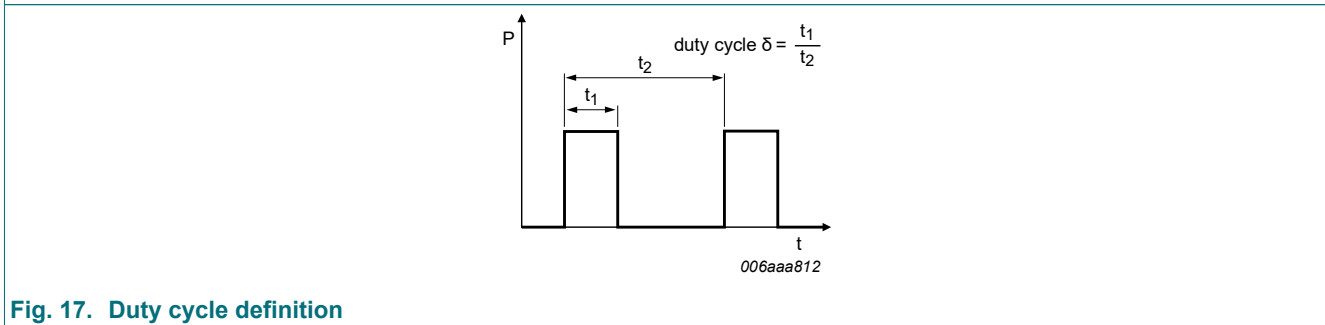 P
duty cycle δ = t1
t2
t2
t1
t
006aaa812
Fig. 17. Duty cycle definition